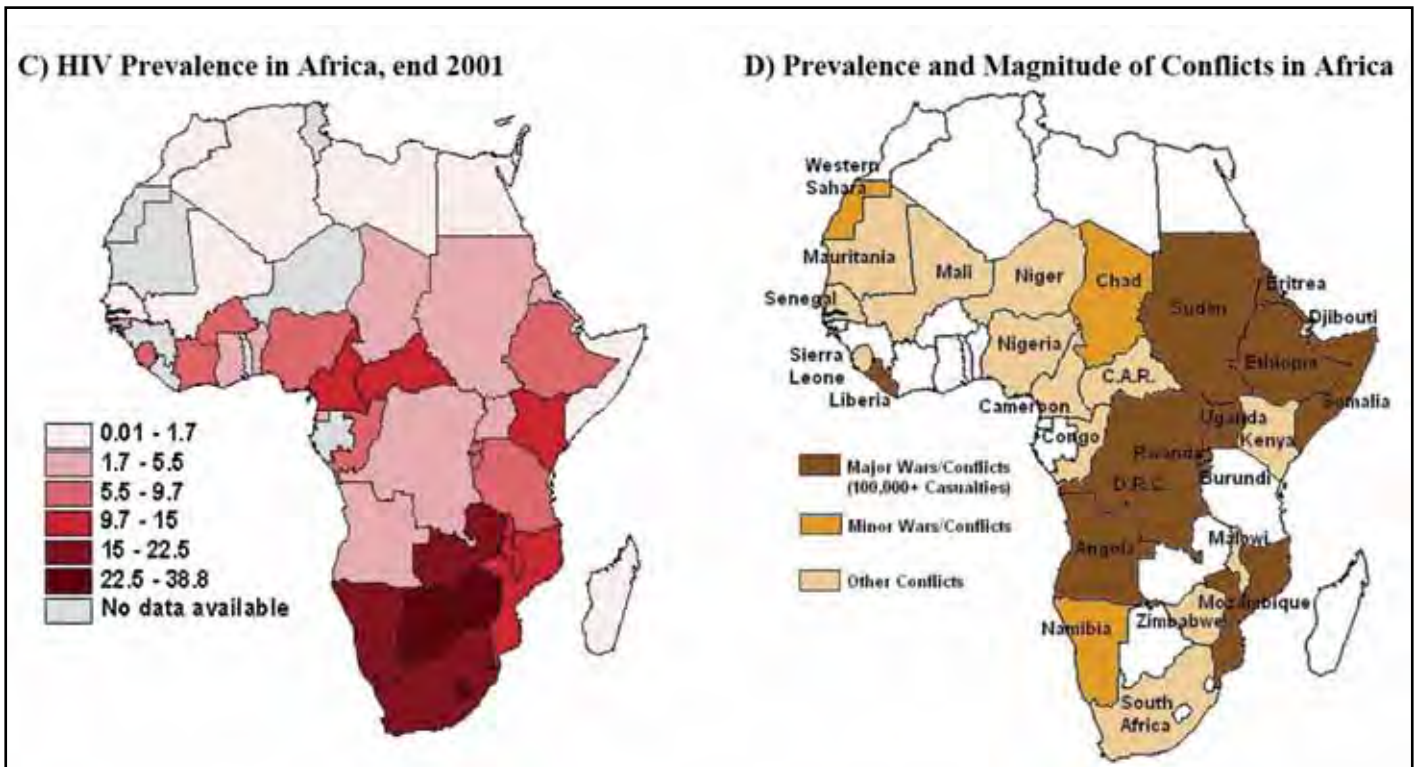 C) HIV Prevalence in Africa, end 2001
0.01 - 1.7
1.7 - 5.5
5.5 - 9.7
9.7 - 15
15 - 22.5
22.5 - 38.8
No data available
D) Prevalence and Magnitude of Conflicts in Africa
Western
Sahara
Mauritania
Mali
Niger
Chad
Sudan
Eritrea
Djibouti
Senegal
Sierra
Leone
Liberia
Nigeria
Cameroon
C.A.R.
Ethiopia
Somalia
Uganda
Kenya
Congo
Rwanda
D.R.C.
Burundi
Angola
Malowi
Mozambique
Zimbabwe
Namibia
South
Africa
Major Wars/Conflicts
(100,000+ Casualties)
Minor Wars/Conflicts
Other Conflicts